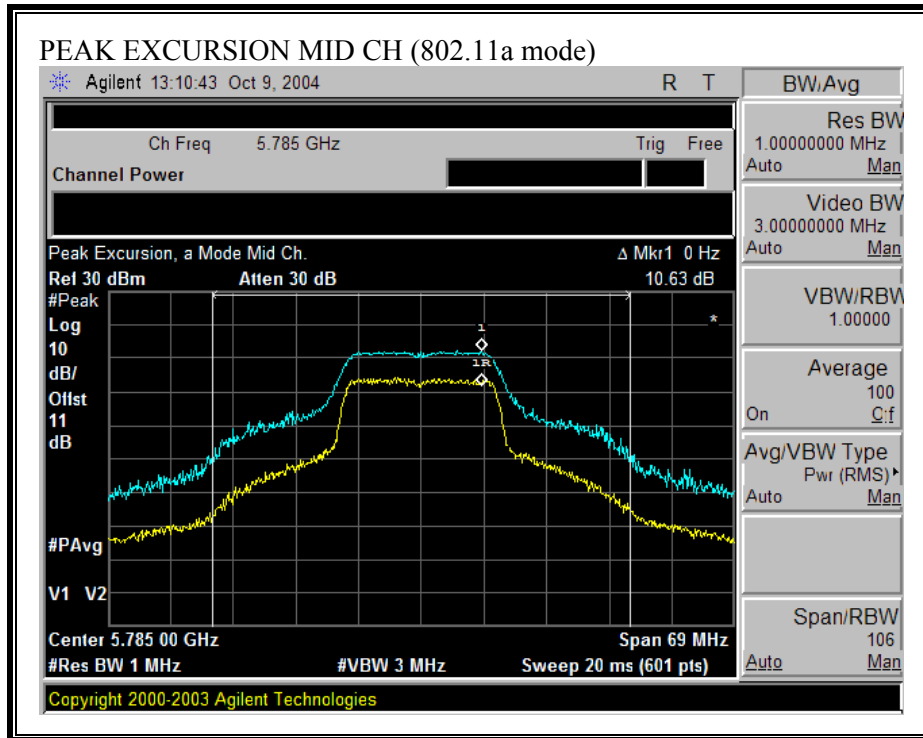 PEAK EXCURSION MID CH (802.11a mode)
Agilent 13:10:43 Oct 9, 2004 R T
Ch Freq 5.785 GHz Trig Free
Channel Power
Peak Excursion, a Mode Mid Ch. Δ Mkr1 0 Hz
Ref 30 dBm Atten 30 dB 10.63 dB
#Peak
Log
10
dB/
Offst
11
dB
1
1R
*
#PAvg
V1 V2
Center 5.785 00 GHz Span 69 MHz
#Res BW 1 MHz #VBW 3 MHz Sweep 20 ms (601 pts)
Copyright 2000-2003 Agilent Technologies
BW/Avg
Res BW
1.00000000 MHz
Auto Man
Video BW
3.00000000 MHz
Auto Man
VBW/RBW
1.00000
Average
100
On Off
Avg/VBW Type
Pwr (RMS)
Auto Man
Span/RBW
106
Auto Man